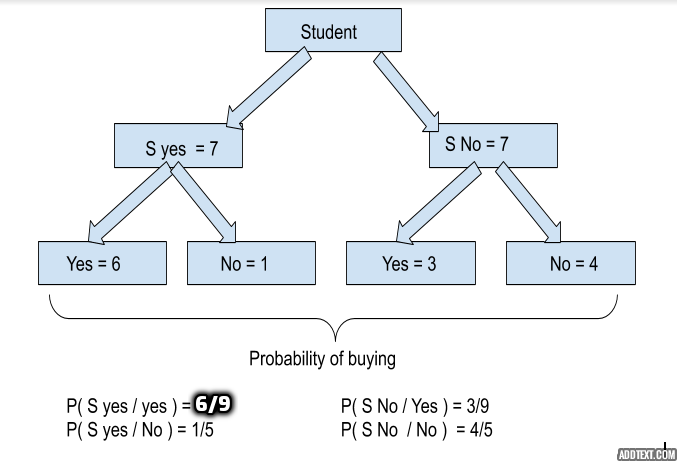 Student
S yes = 7
S No = 7
Yes = 6
No = 1
Yes = 3
No = 4
Probability of buying
P( S yes / yes ) = 6/9
P( S No / Yes ) = 3/9
P( S yes / No ) = 1/5
P( S No / No ) = 4/5
ADDTEXT.COM